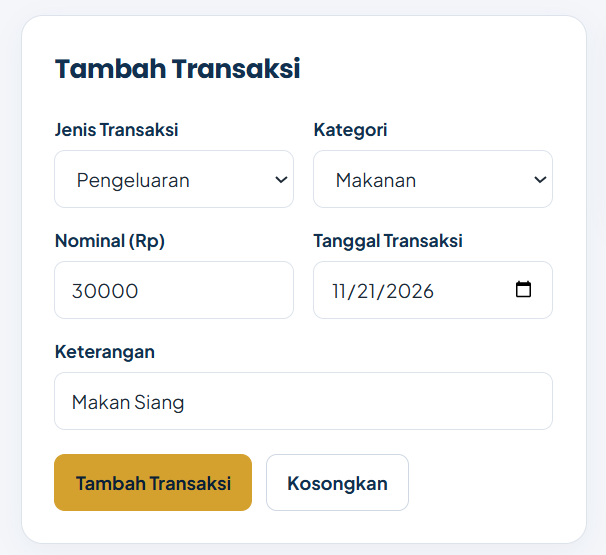 Tambah Transaksi
Jenis Transaksi Kategori
Pengeluaran Makanan
Nominal (Rp) Tanggal Transaksi
30000 11/21/2026
Keterangan
Makan Siang
Tambah Transaksi Kosongkan